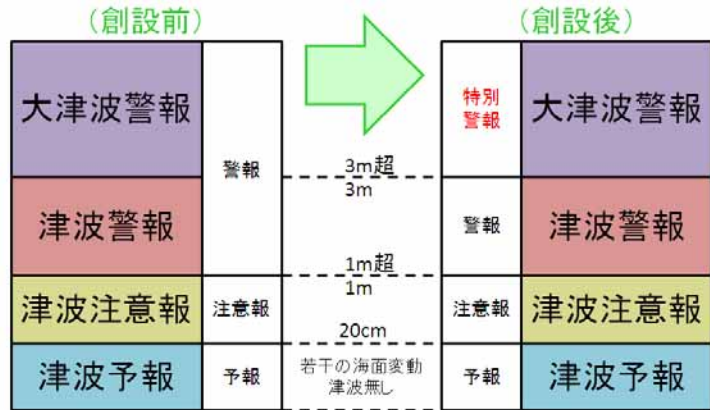 （創設前）
（創設後）
大津波警報
津波警報
津波注意報
津波予報
警報
注意報
予報
3m超
3m
1m超
1m
20cm
若干の海面変動
津波無し
特別
警報
警報
注意報
予報
大津波警報
津波警報
津波注意報
津波予報